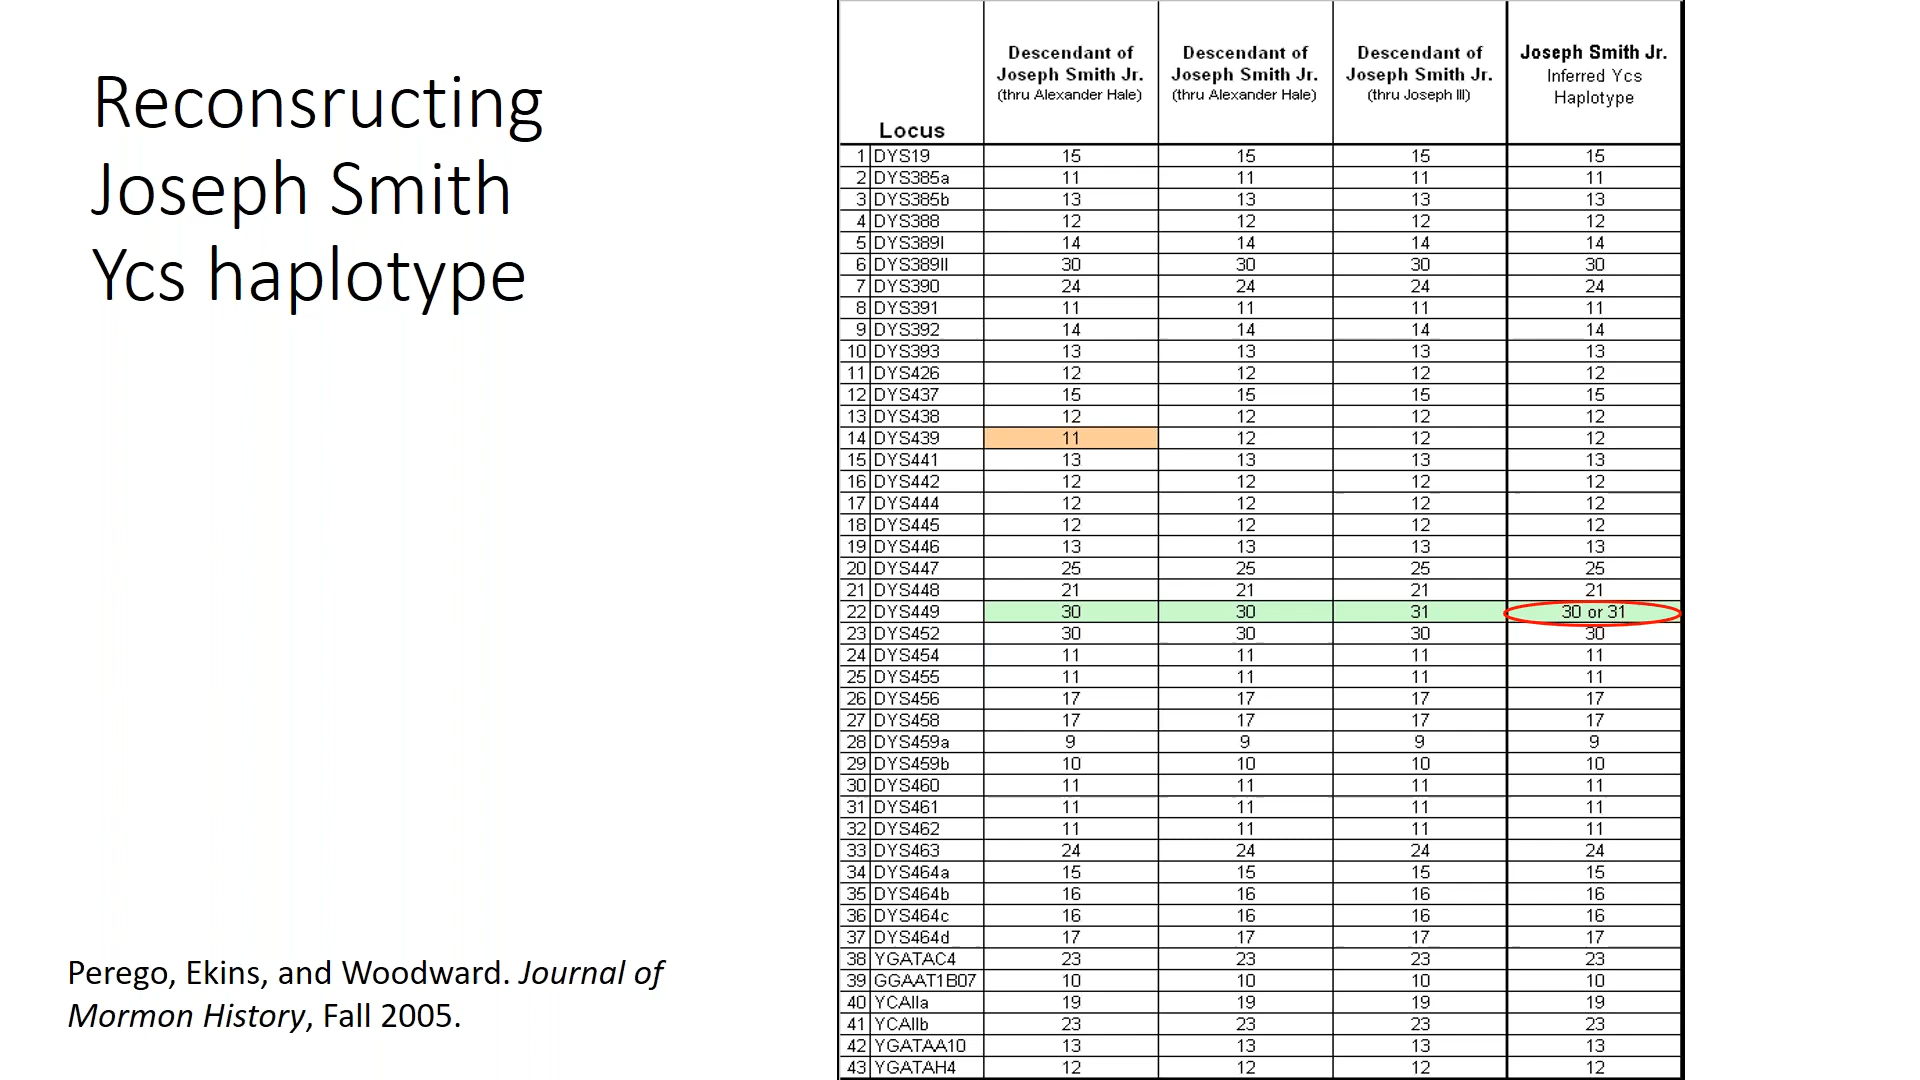 Reconsructing
Joseph Smith
Ycs haplotype
Perego, Ekins, and Woodward. Journal of
Mormon History, Fall 2005.
Locus Descendant of Joseph Smith Jr. (thru Alexander Hale) Descendant of Joseph Smith Jr. (thru Alexander Hale) Descendant of Joseph Smith Jr. (thru Joseph III) Joseph Smith Jr. Inferred Ycs Haplotype
1 DYS19 15 15 15 15
2 DYS385a 11 11 11 11
3 DYS385b 13 13 13 13
4 DYS388 12 12 12 12
5 DYS389I 14 14 14 14
6 DYS389II 30 30 30 30
7 DYS390 24 24 24 24
8 DYS391 11 11 11 11
9 DYS392 14 14 14 14
10 DYS393 13 13 13 13
11 DYS426 12 12 12 12
12 DYS437 15 15 15 15
13 DYS438 12 12 12 12
14 DYS439 11 12 12 12
15 DYS441 13 13 13 13
16 DYS442 12 12 12 12
17 DYS444 12 12 12 12
18 DYS445 12 12 12 12
19 DYS446 13 13 13 13
20 DYS447 25 25 25 25
21 DYS448 21 21 21 21
22 DYS449 30 30 31 30 or 31
23 DYS452 30 30 30 30
24 DYS454 11 11 11 11
25 DYS455 11 11 11 11
26 DYS456 17 17 17 17
27 DYS458 17 17 17 17
28 DYS459a 9 9 9 9
29 DYS459b 10 10 10 10
30 DYS460 11 11 11 11
31 DYS461 11 11 11 11
32 DYS462 11 11 11 11
33 DYS463 24 24 24 24
34 DYS464a 15 15 15 15
35 DYS464b 16 16 16 16
36 DYS464c 16 16 16 16
37 DYS464d 17 17 17 17
38 YGATAC4 23 23 23 23
39 GGAAT1B07 10 10 10 10
40 YCAIIa 19 19 19 19
41 YCAIIb 23 23 23 23
42 YGATAA10 13 13 13 13
43 YGATAH4 12 12 12 12